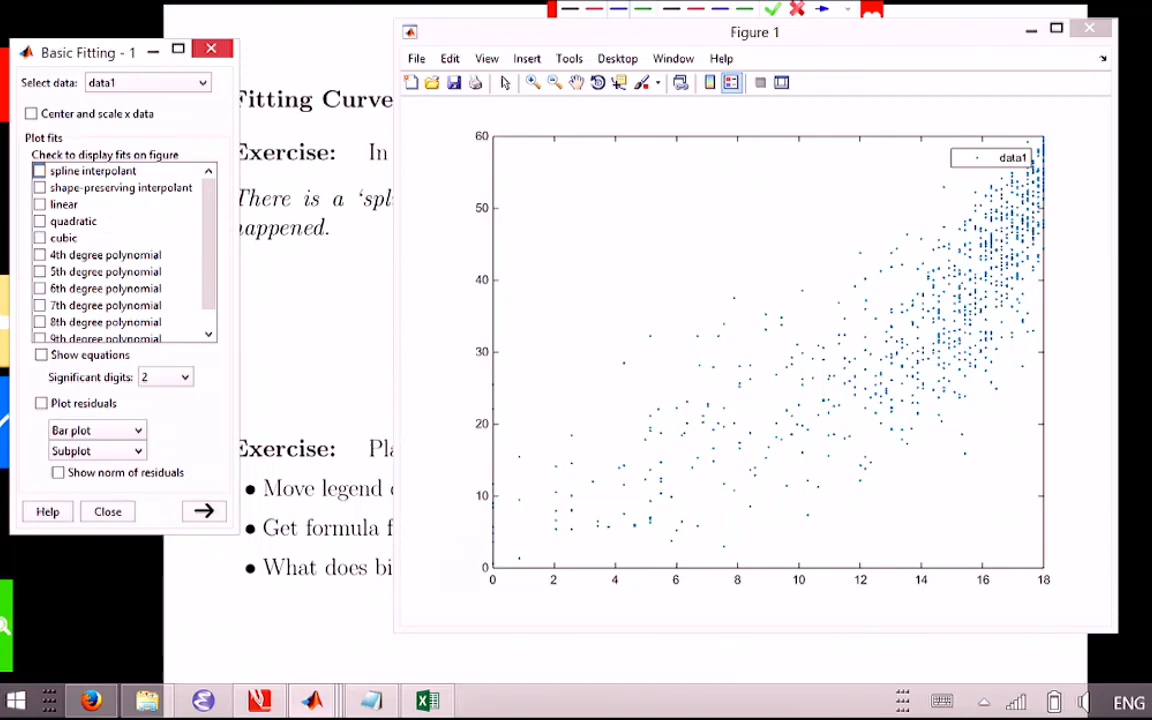 Basic Fitting - 1
Select data: data1
Center and scale x data
Plot fits
Check to display fits on figure
spline interpolant
shape-preserving interpolant
linear
quadratic
cubic
4th degree polynomial
5th degree polynomial
6th degree polynomial
7th degree polynomial
8th degree polynomial
9th degree polynomial
Show equations
Significant digits: 2
Plot residuals
Bar plot
Subplot
Show norm of residuals
Help Close
Fitting Curve
Exercise: In
There is a ‘spl
happened.
Exercise: Pla
• Move legend
• Get formula f
• What does bi
Figure 1
File Edit View Insert Tools Desktop Window Help
data1
60
50
40
30
20
10
0
0 2 4 6 8 10 12 14 16 18
ENG